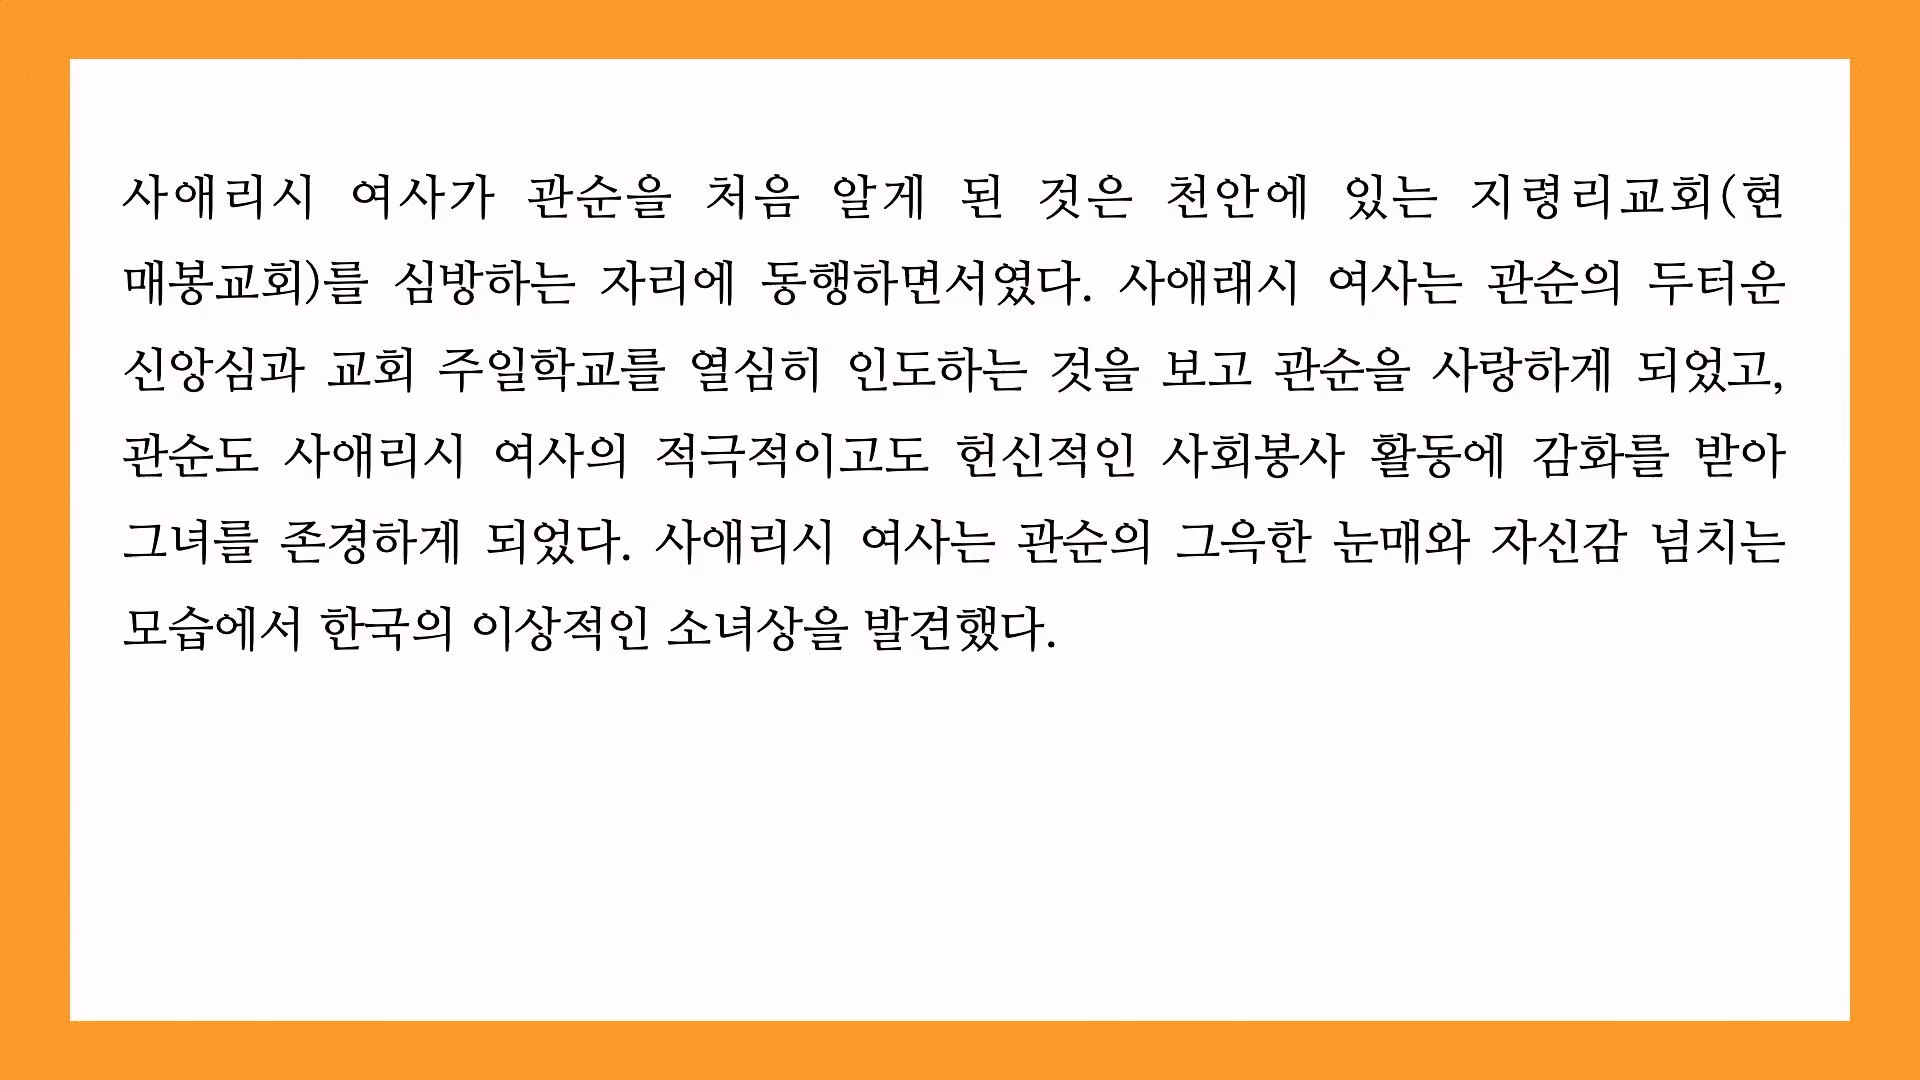 사애리시 여사가 관순을 처음 알게 된 것은 천안에 있는 지령리교회(현
매봉교회)를 심방하는 자리에 동행하면서였다. 사애래시 여사는 관순의 두터운
신앙심과 교회 주일학교를 열심히 인도하는 것을 보고 관순을 사랑하게 되었고,
관순도 사애리시 여사의 적극적이고도 헌신적인 사회봉사 활동에 감화를 받아
그녀를 존경하게 되었다. 사애리시 여사는 관순의 그윽한 눈매와 자신감 넘치는
모습에서 한국의 이상적인 소녀상을 발견했다.